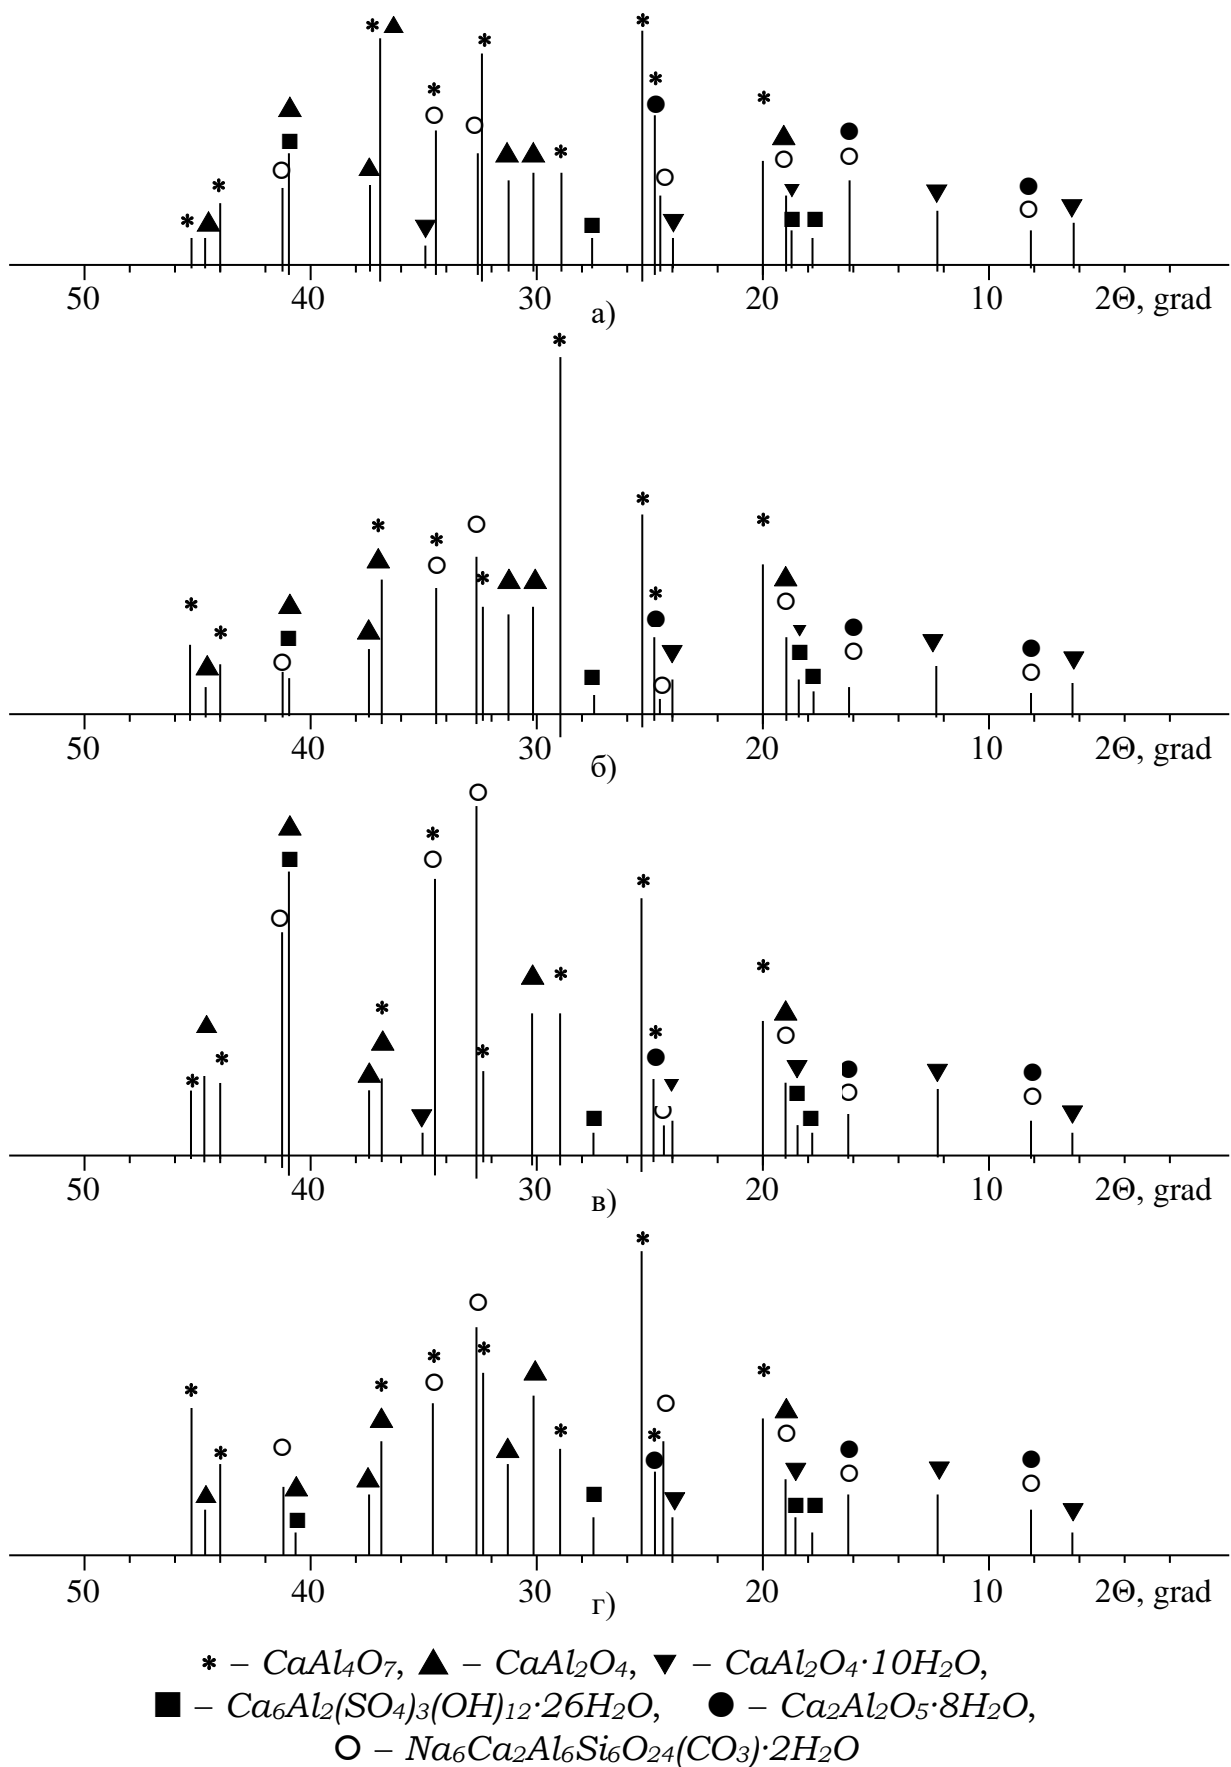 50 40 30 20 10 2Θ, grad
а)
50 40 30 20 10 2Θ, grad
б)
50 40 30 20 10 2Θ, grad
в)
50 40 30 20 10 2Θ, grad
г)
* – CaAl₄O₇, ▲ – CaAl₂O₄, ▼ – CaAl₂O₄·10H₂O,
■ – Ca₆Al₂(SO₄)₃(OH)₁₂·26H₂O, ● – Ca₂Al₂O₅·8H₂O,
○ – Na₆Ca₂Al₆Si₆O₂₄(CO₃)·2H₂O